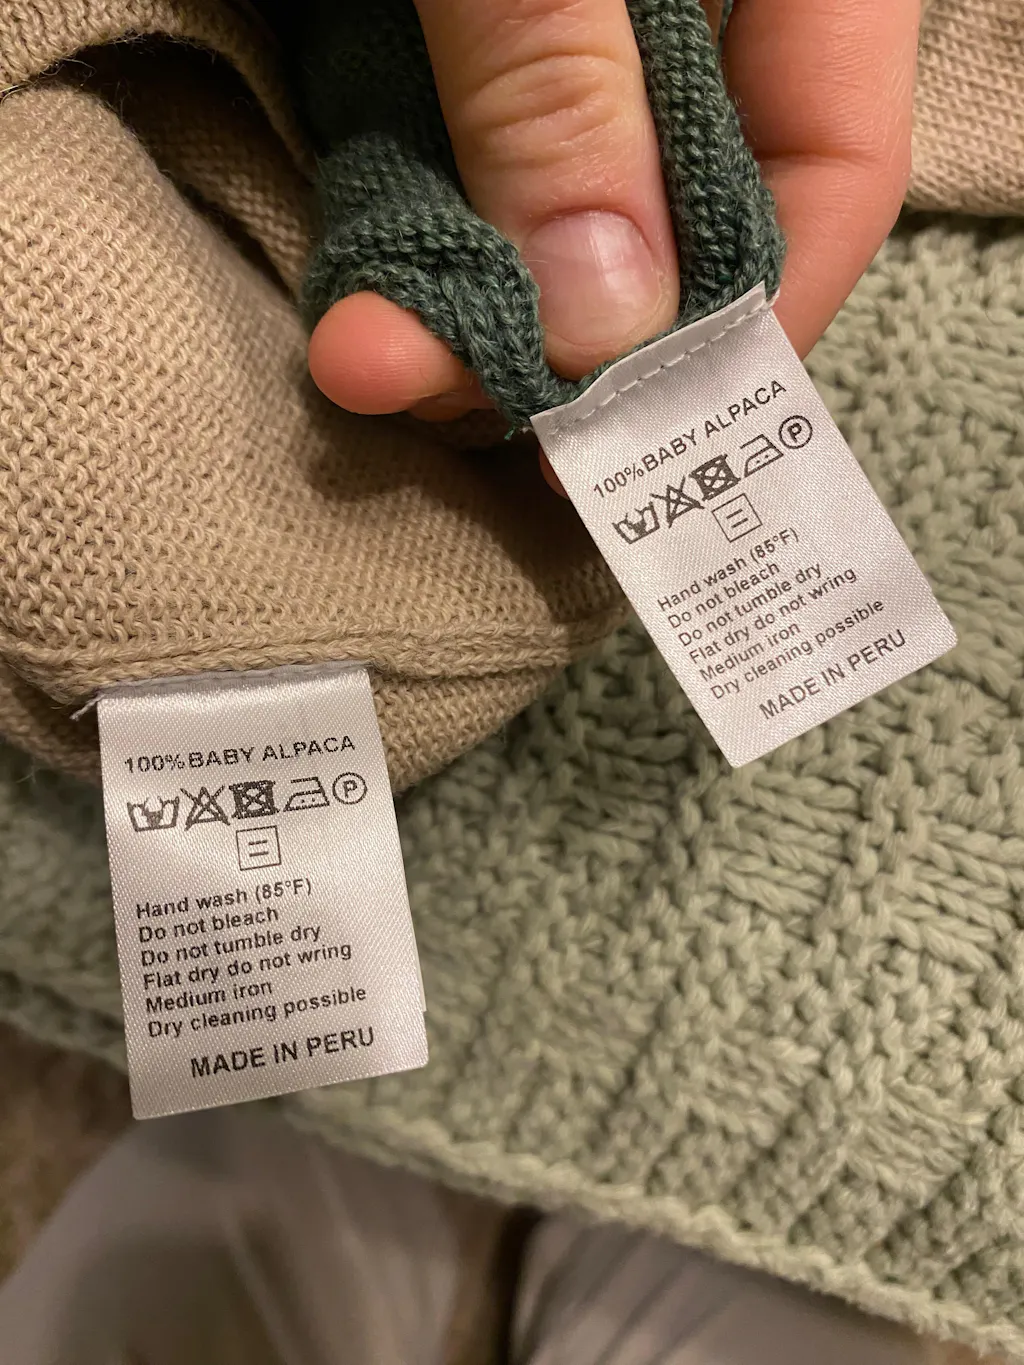 100%BABY ALPACA
P
Hand wash (85°F)
Do not bleach
Do not tumble dry
Flat dry do not wring
Medium iron
Dry cleaning possible
MADE IN PERU
100%BABY ALPACA
P
Hand wash (85°F)
Do not bleach
Do not tumble dry
Flat dry do not wring
Medium iron
Dry cleaning possible
MADE IN PERU